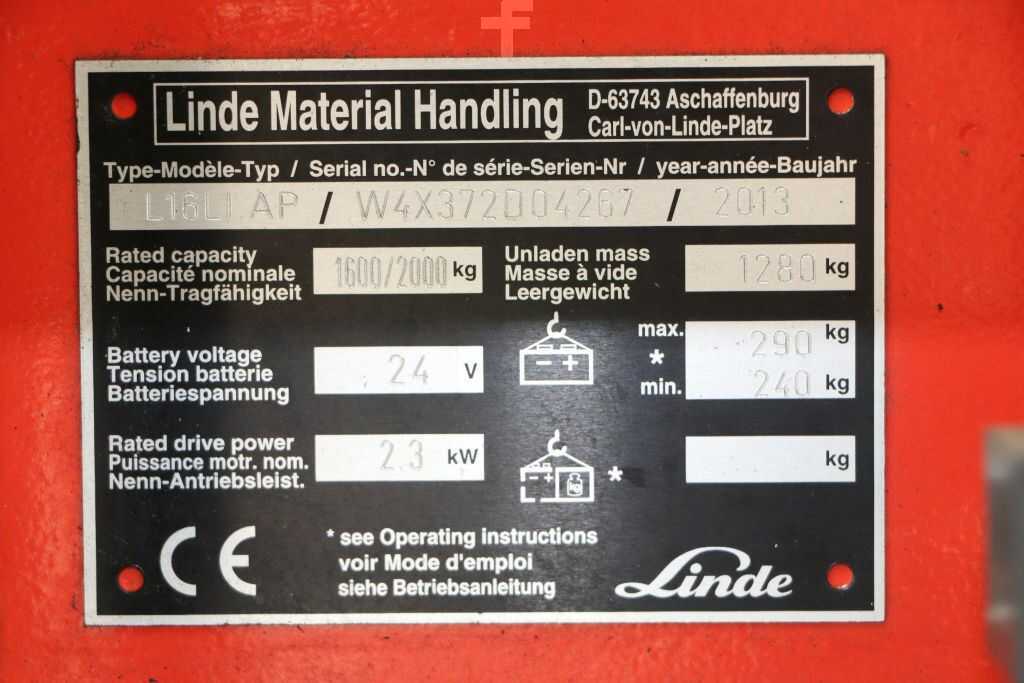 Linde Material Handling
D-63743 Aschaffenburg
Carl-von-Linde-Platz
Type-Modèle-Typ / Serial no.-N° de série-Serien-Nr / year-année-Baujahr
L16LI AP / W4X372D04267 / 2013
Rated capacity
Capacité nominale
Nenn-Tragfähigkeit
1600/2000 kg
Unladen mass
Masse à vide
Leergewicht
1280 kg
Battery voltage
Tension batterie
Batteriespannung
24 V
max. 290 kg
*
min. 240 kg
Rated drive power
Puissance motr. nom.
Nenn-Antriebsleist.
2.3 kW
kg
* kg
CE
* see Operating instructions
voir Mode d'emploi
siehe Betriebsanleitung
Linde